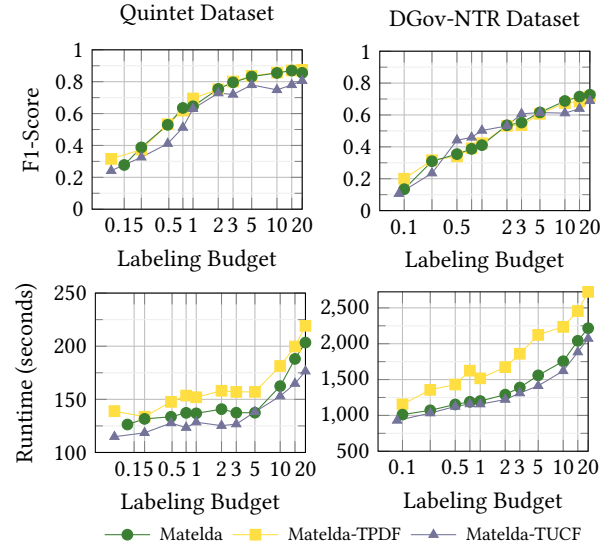 Quintet Dataset
DGov-NTR Dataset
F1-Score
1
0.8
0.6
0.4
0.2
0
0.15 0.5 1 2 3 5 10 20
Labeling Budget
1
0.8
0.6
0.4
0.2
0
0.1 0.5 1 2 3 5 10 20
Labeling Budget
Runtime (seconds)
250
200
150
100
0.15 0.5 1 2 3 5 10 20
Labeling Budget
2,500
2,000
1,500
1,000
500
0.1 0.5 1 2 3 5 10 20
Labeling Budget
Matelda Matelda-TPDF Matelda-TUCF